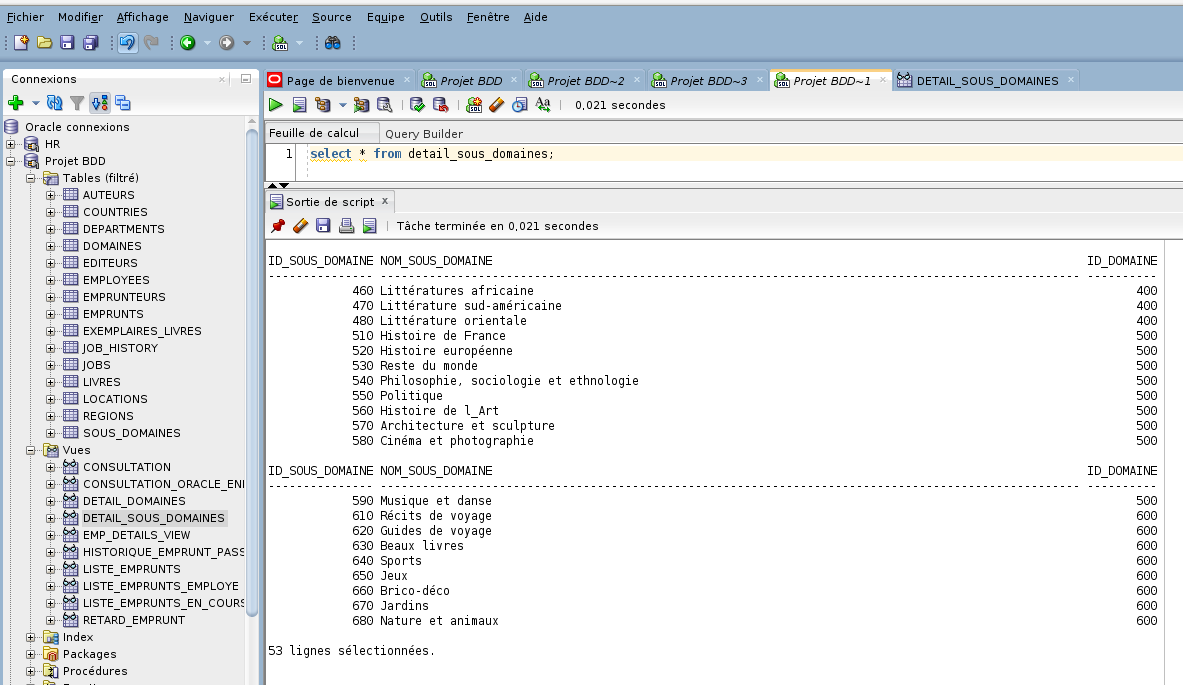 Fichier Modifier Affichage Naviguer Exécuter Source Equipe Outils Fenêtre Aide
Connexions
Page de bienvenue Projet BDD Projet BDD~2 Projet BDD~3 Projet BDD~1 DETAIL_SOUS_DOMAINES
0,021 secondes
Feuille de calcul Query Builder
1 select * from detail_sous_domaines;
Oracle connexions
HR
Projet BDD
Tables (filtré)
AUTEURS
COUNTRIES
DEPARTMENTS
DOMAINES
EDITEURS
EMPLOYEES
EMPRUNTEURS
EMPRUNTS
EXEMPLAIRES_LIVRES
JOB_HISTORY
JOBS
LIVRES
LOCATIONS
REGIONS
SOUS_DOMAINES
Vues
CONSULTATION
CONSULTATION_ORACLE_ENI
DETAIL_DOMAINES
DETAIL_SOUS_DOMAINES
EMP_DETAILS_VIEW
HISTORIQUE_EMPRUNT_PASS
LISTE_EMPRUNTS
LISTE_EMPRUNTS_EMPLOYE
LISTE_EMPRUNTS_EN_COURS
RETARD_EMPRUNT
Index
Packages
Procédures
Sortie de script x
Tâche terminée en 0,021 secondes
ID_SOUS_DOMAINE NOM_SOUS_DOMAINE ID_DOMAINE
460 Littératures africaine 400
470 Littérature sud-américaine 400
480 Littérature orientale 400
510 Histoire de France 500
520 Histoire européenne 500
530 Reste du monde 500
540 Philosophie, sociologie et ethnologie 500
550 Politique 500
560 Histoire de l_Art 500
570 Architecture et sculpture 500
580 Cinéma et photographie 500
ID_SOUS_DOMAINE NOM_SOUS_DOMAINE ID_DOMAINE
590 Musique et danse 500
610 Récits de voyage 600
620 Guides de voyage 600
630 Beaux livres 600
640 Sports 600
650 Jeux 600
660 Brico-déco 600
670 Jardins 600
680 Nature et animaux 600
53 lignes sélectionnées.